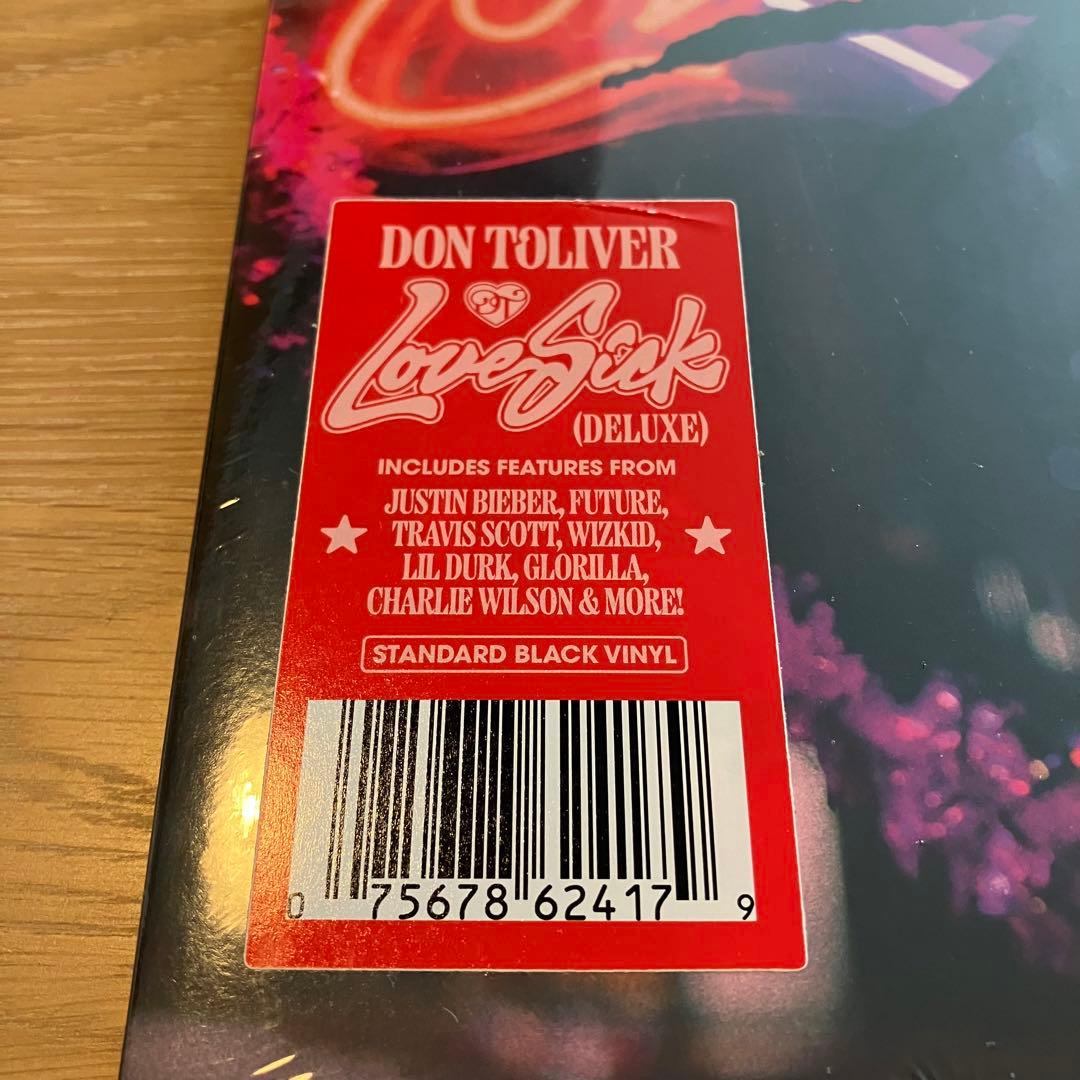 DON TOLIVER
DT
LoveSick
(DELUXE)
INCLUDES FEATURES FROM
JUSTIN BIEBER, FUTURE,
TRAVIS SCOTT, WIZKID,
LIL DURK, GLORILLA,
CHARLIE WILSON & MORE!
STANDARD BLACK VINYL
0 75678 62417 9